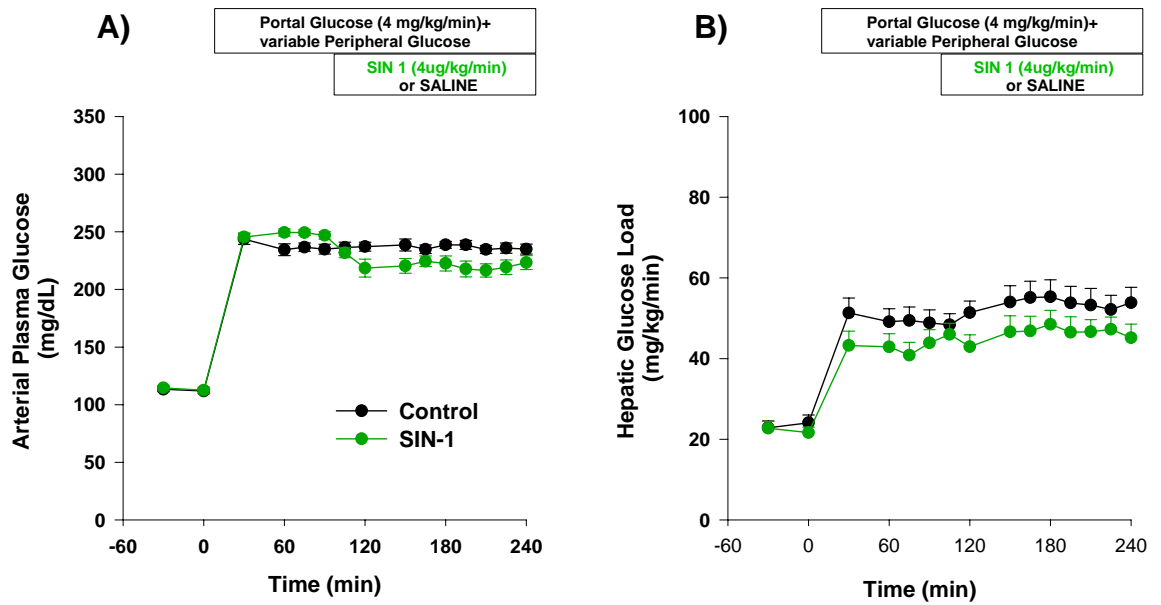 A)
Portal Glucose (4 mg/kg/min)+
variable Peripheral Glucose
SIN 1 (4ug/kg/min)
or SALINE
350
300
250
200
150
100
50
0
-60
0
60
120
180
240
Arterial Plasma Glucose
(mg/dL)
Time (min)
Control
SIN-1
B)
Portal Glucose (4 mg/kg/min)+
variable Peripheral Glucose
SIN 1 (4ug/kg/min)
or SALINE
100
80
60
40
20
0
-60
0
60
120
180
240
Hepatic Glucose Load
(mg/kg/min)
Time (min)